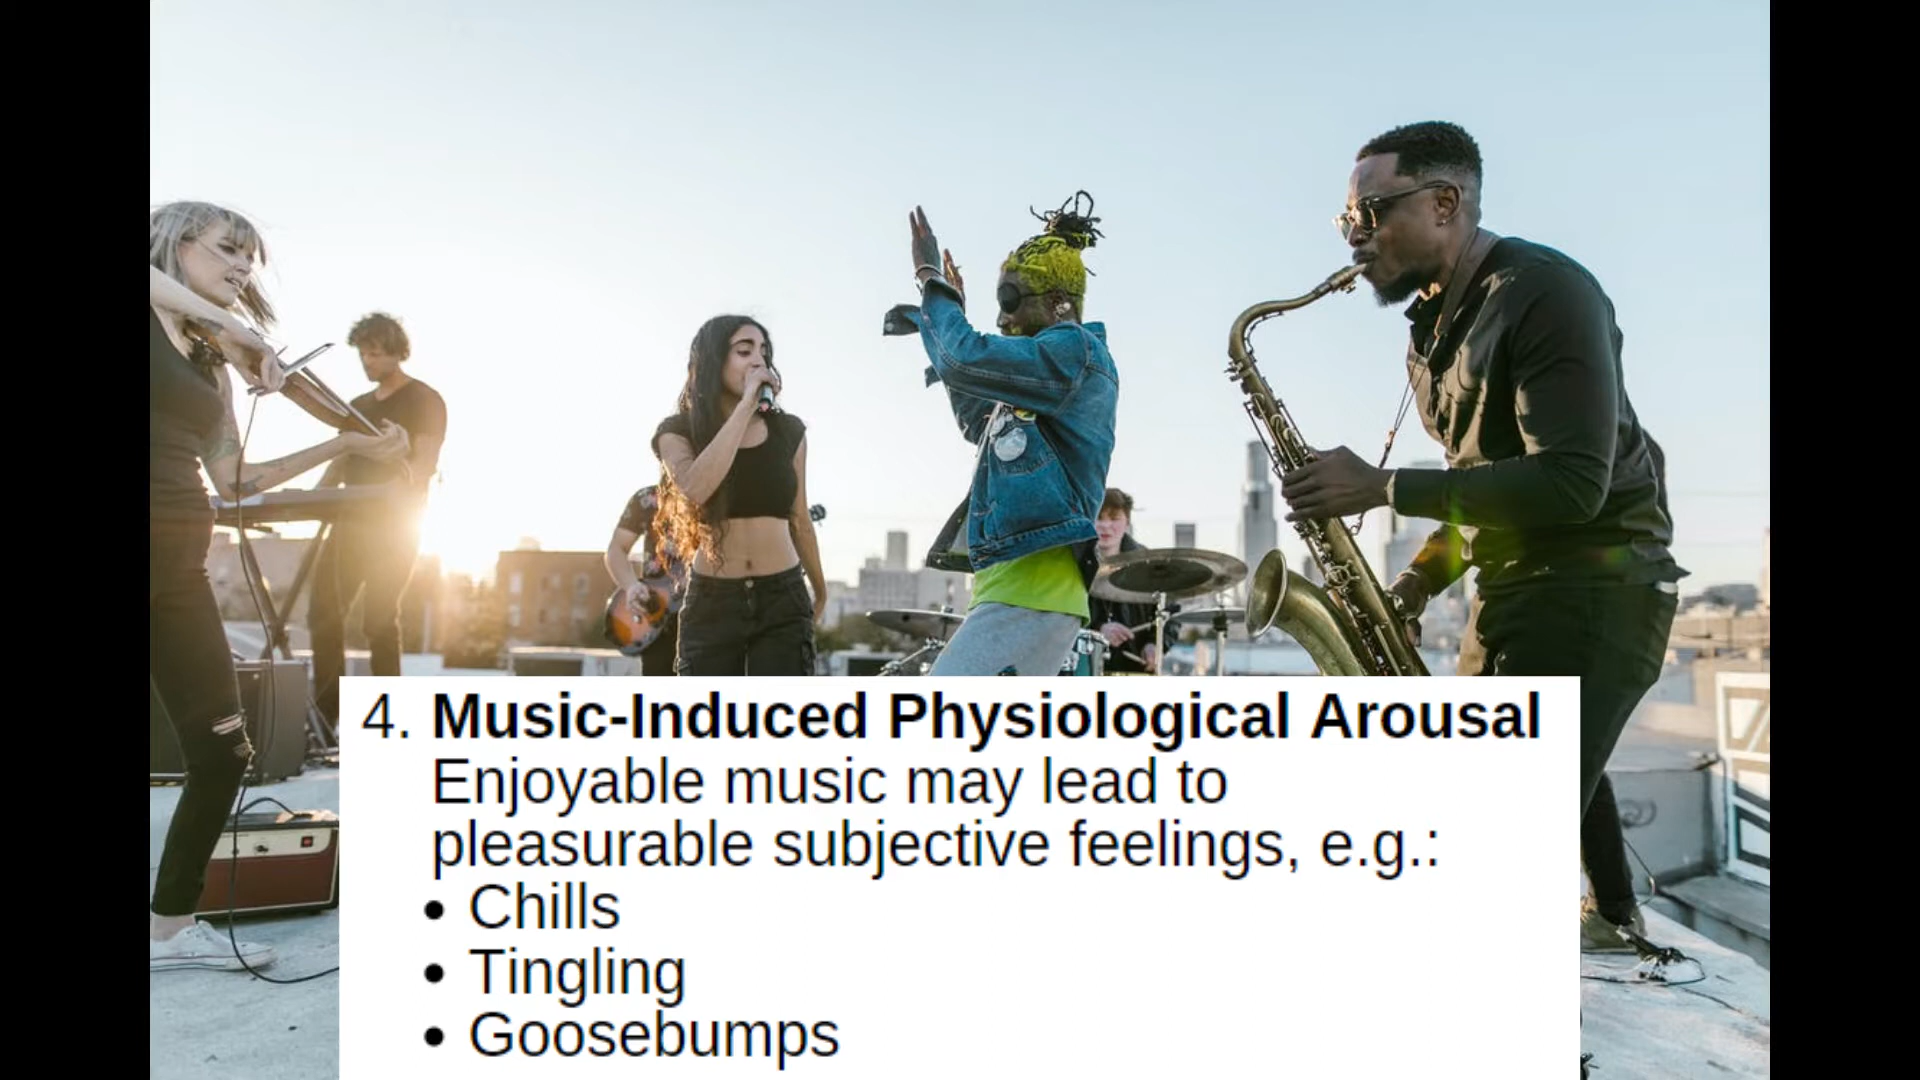 4. Music-Induced Physiological Arousal
Enjoyable music may lead to
pleasurable subjective feelings, e.g.:
• Chills
• Tingling
• Goosebumps